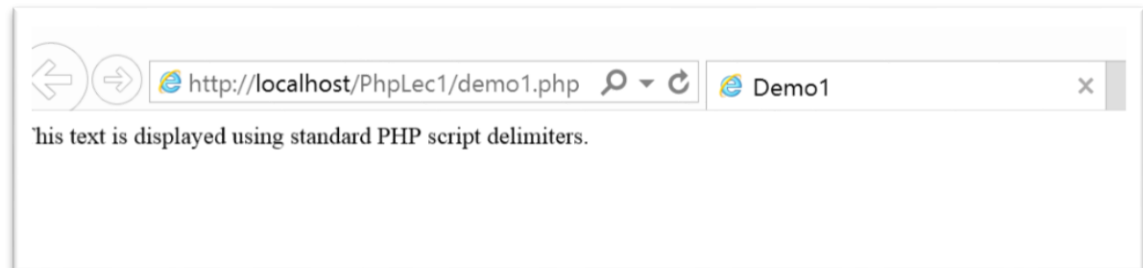 http://localhost/PhpLec1/demo1.php Demo1
his text is displayed using standard PHP script delimiters.